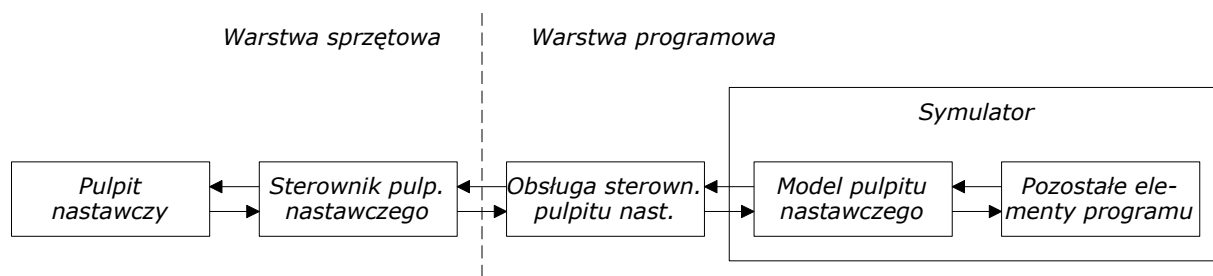 Warstwa sprzętowa
Warstwa programowa
Symulator
Pulpit
nastawczy
Sterownik pulp.
nastawczego
Obsługa sterown.
pulpitu nast.
Model pulpitu
nastawczego
Pozostałe ele-
menty programu